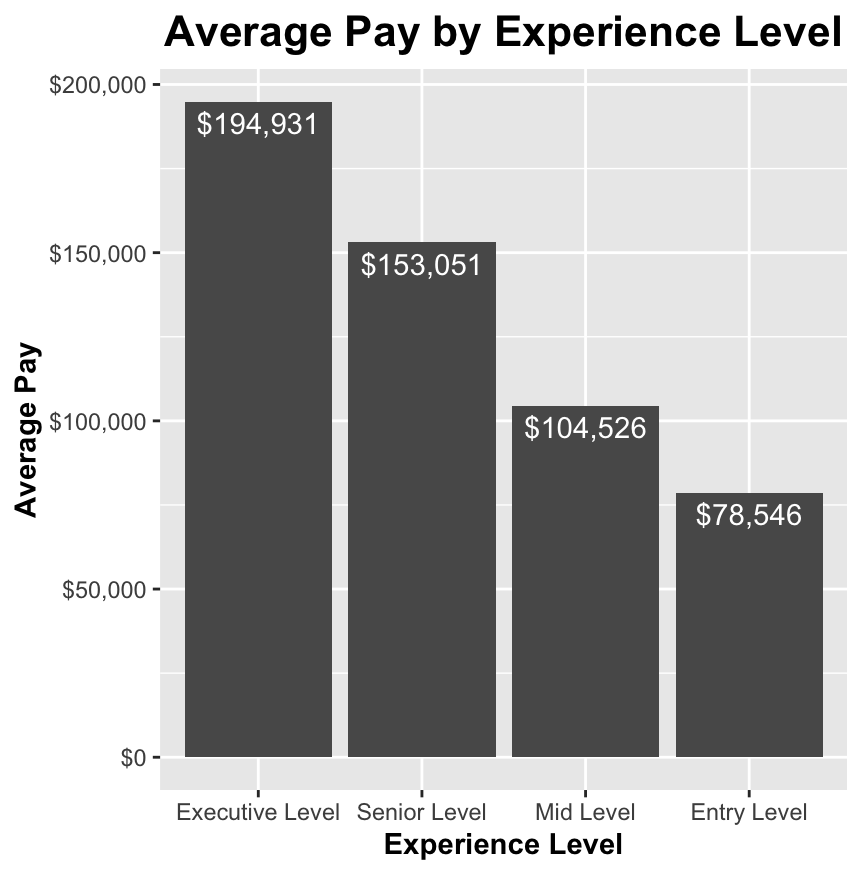 Average Pay by Experience Level
$200,000
$150,000
$100,000
$50,000
$0
Average Pay
$194,931
$153,051
$104,526
$78,546
Executive Level Senior Level Mid Level Entry Level
Experience Level